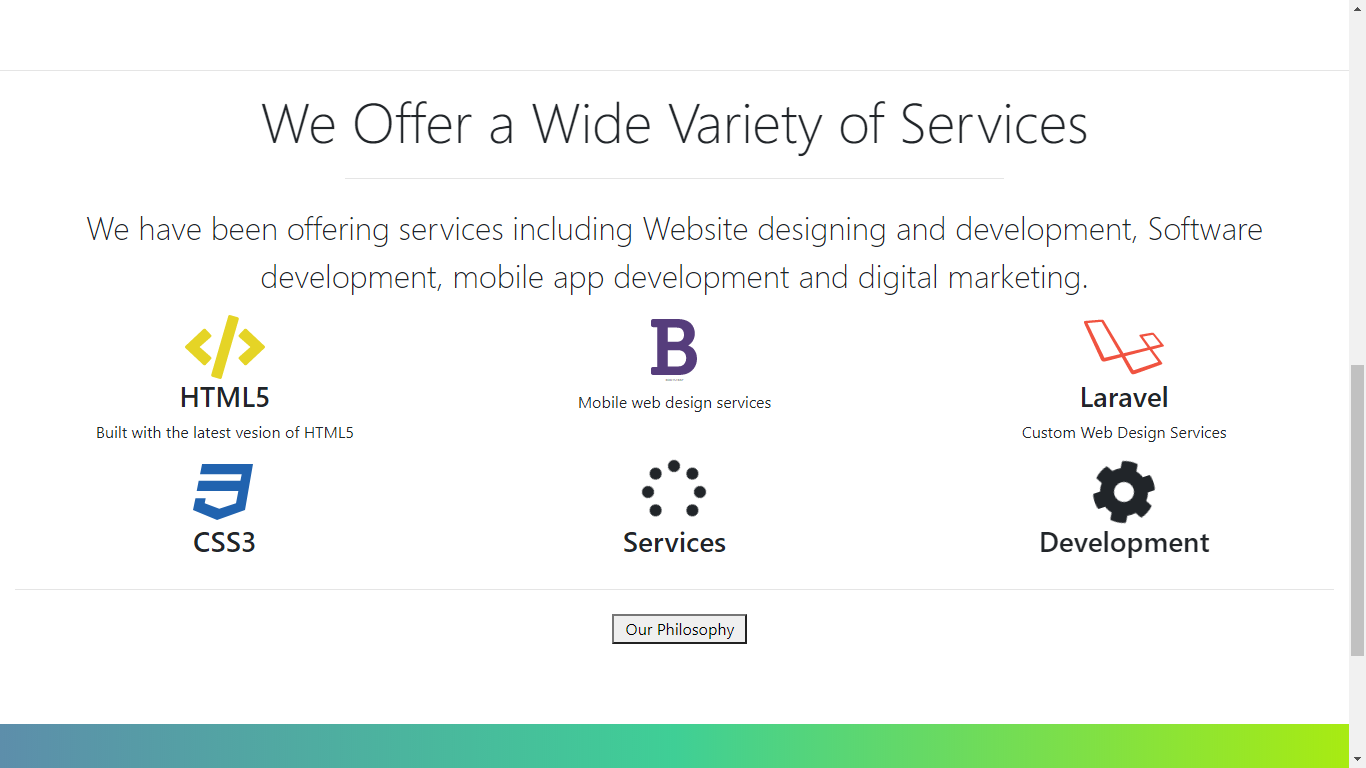 We Offer a Wide Variety of Services
We have been offering services including Website designing and development, Software
development, mobile app development and digital marketing.
B
HTML5
Mobile web design services
Laravel
Built with the latest vesion of HTML5
Custom Web Design Services
CSS3
Services
Development
Our Philosophy